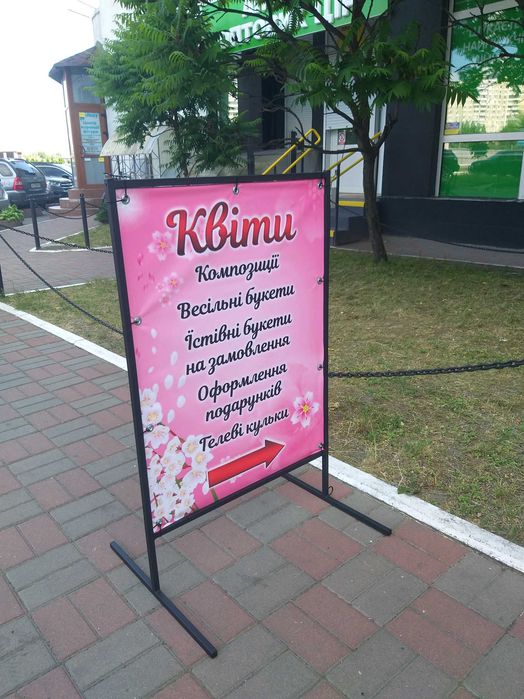 Квіти
Композиції
Весільні букети
Їстівні букети
на замовлення
Оформлення
подарунків
Гелеві кульки